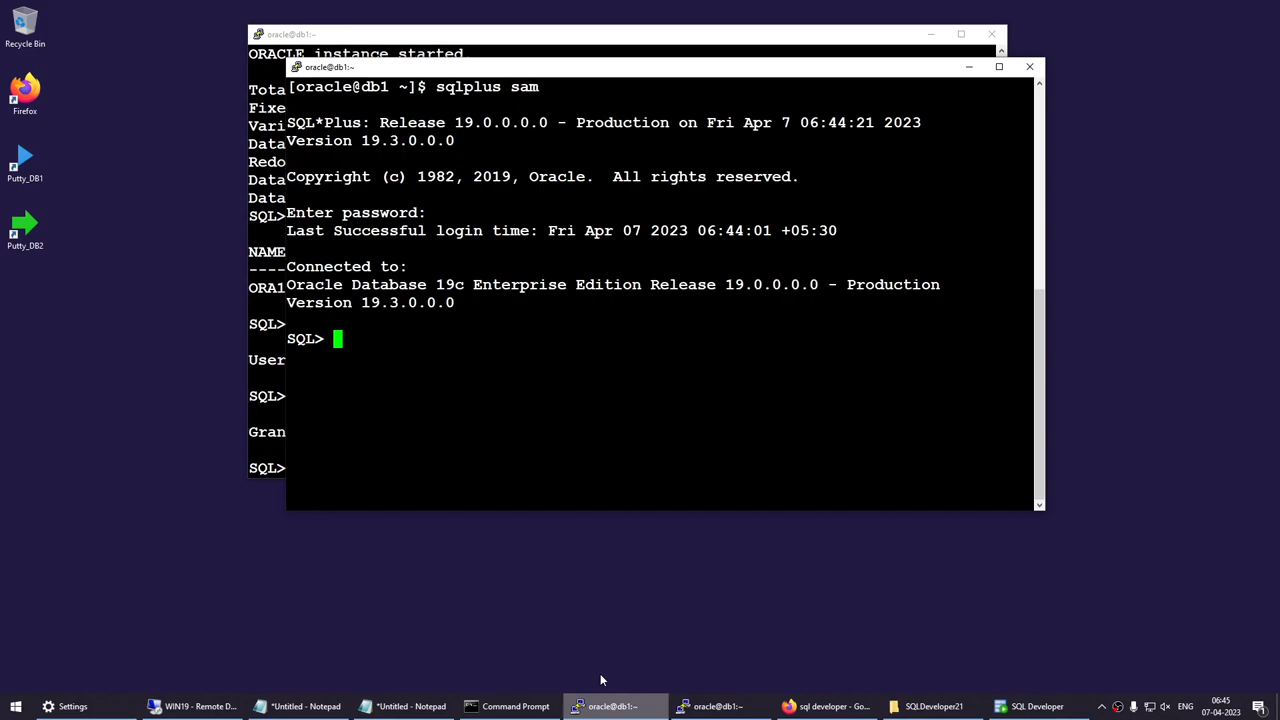 Recycle Bin
Firefox
Putty_DB1
Putty_DB2
oracle@db1:~
ORACLE instance started.
Tota
Fixe
Vari
Data
Redo
Data
Data
SQL>
NAME
----
ORA1
SQL>
User
SQL>
Gran
SQL>
oracle@db1:~
[oracle@db1 ~]$ sqlplus sam
SQL*Plus: Release 19.0.0.0.0 - Production on Fri Apr 7 06:44:21 2023
Version 19.3.0.0.0
Copyright (c) 1982, 2019, Oracle.  All rights reserved.
Enter password:
Last Successful login time: Fri Apr 07 2023 06:44:01 +05:30
Connected to:
Oracle Database 19c Enterprise Edition Release 19.0.0.0.0 - Production
Version 19.3.0.0.0
SQL>
Settings
WIN19 - Remote D...
*Untitled - Notepad
*Untitled - Notepad
Command Prompt
oracle@db1:~
oracle@db1:~
sql developer - Go...
SQLDeveloper21
SQL Developer
ENG
06:45
07-04-2023